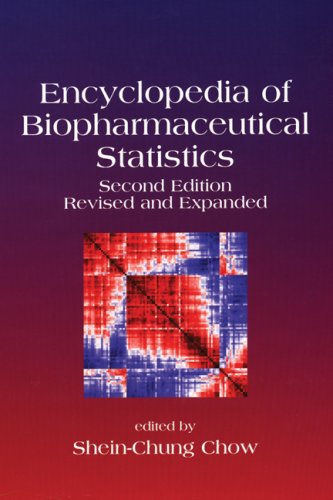 Encyclopedia of
Biopharmaceutical
Statistics
Second Edition
Revised and Expanded
edited by
Shein-Chung Chow